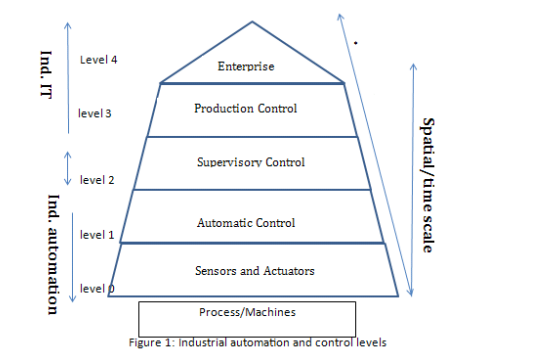 Level 4
Enterprise
Ind. IT
level 3
Production Control
Supervisory Control
level 2
Spatial/time scale
Ind. automation
level 1
Automatic Control
Sensors and Actuators
level 0
Process/Machines
Figure 1: Industrial automation and control levels